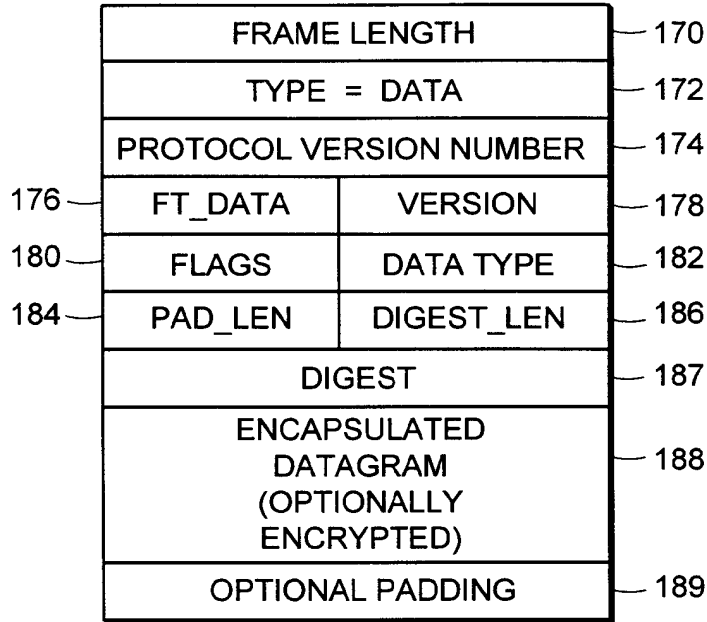 FRAME LENGTH 170
TYPE = DATA 172
PROTOCOL VERSION NUMBER 174
176 FT_DATA VERSION 178
180 FLAGS DATA TYPE 182
184 PAD_LEN DIGEST_LEN 186
DIGEST 187
ENCAPSULATED
DATAGRAM 188
(OPTIONALLY
ENCRYPTED)
OPTIONAL PADDING 189